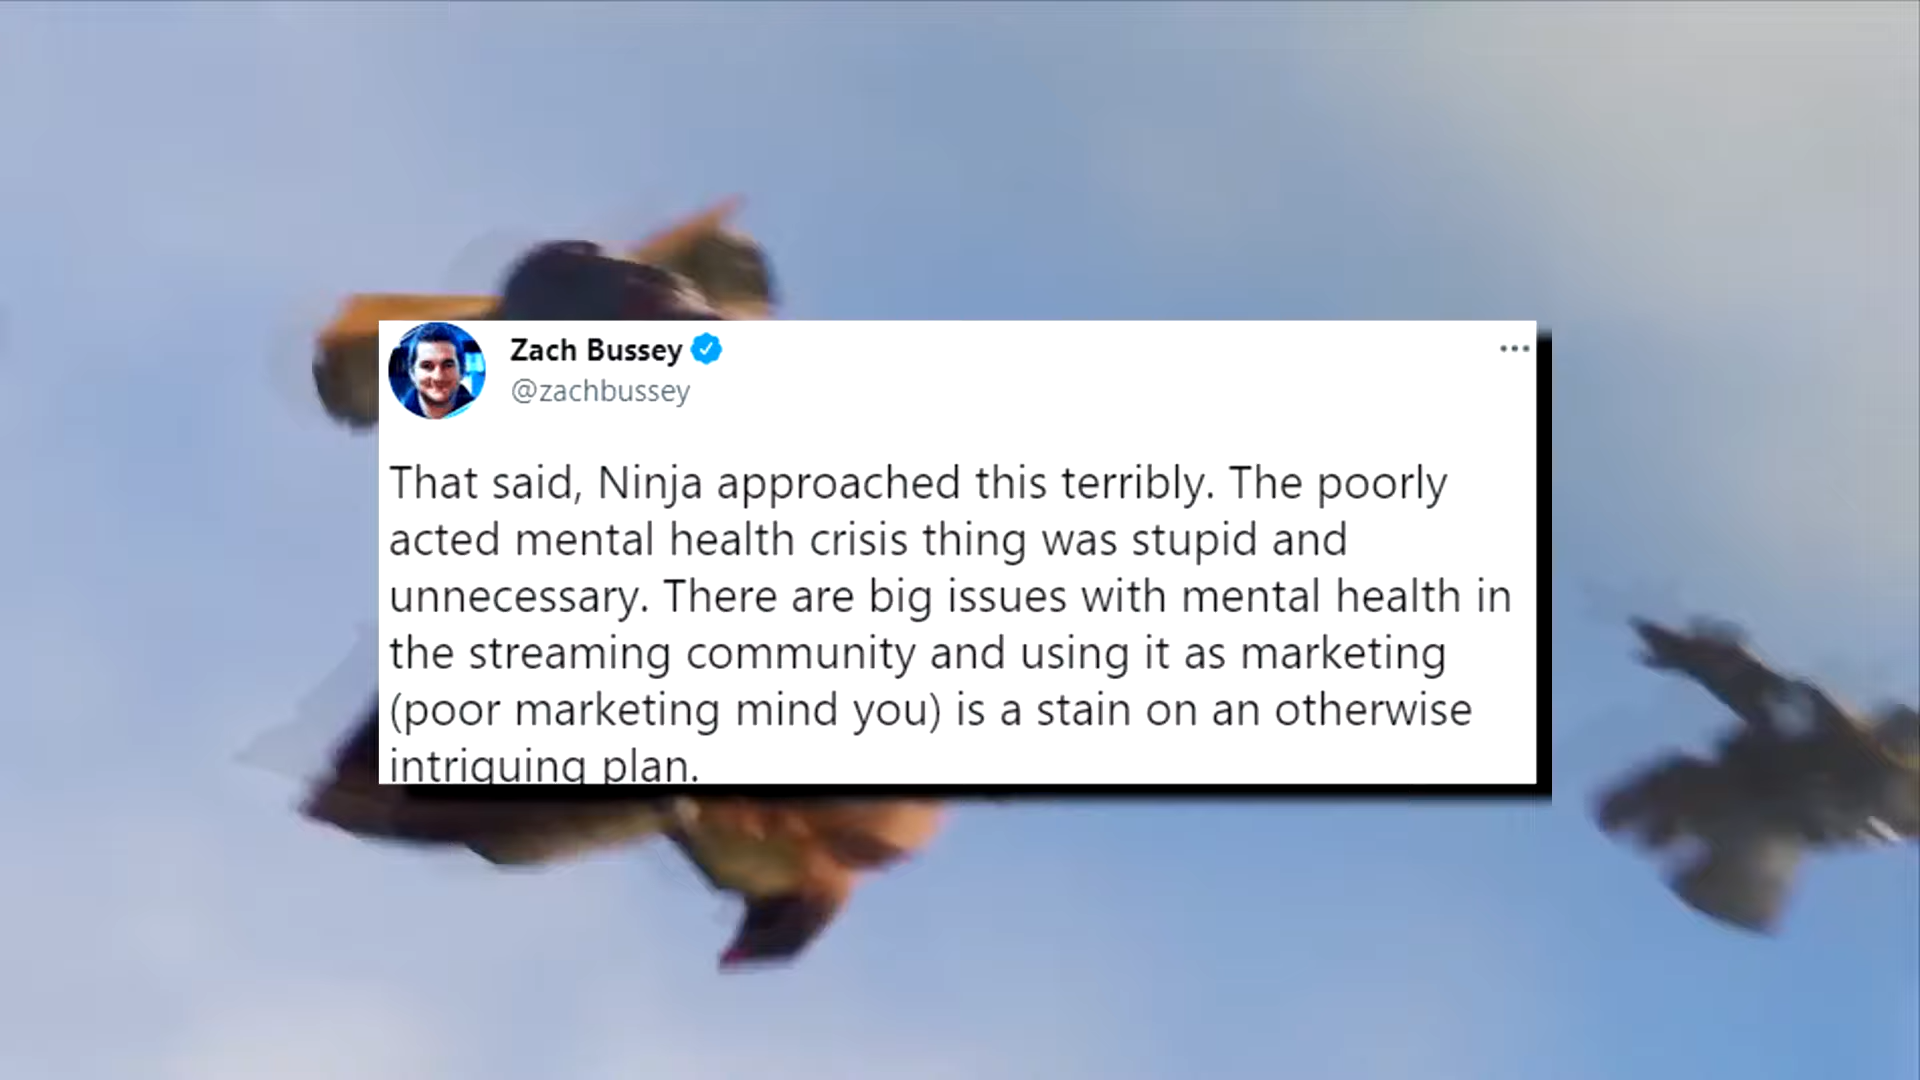 Zach Bussey
@zachbussey
That said, Ninja approached this terribly. The poorly
acted mental health crisis thing was stupid and
unnecessary. There are big issues with mental health in
the streaming community and using it as marketing
(poor marketing mind you) is a stain on an otherwise
intriguing plan.